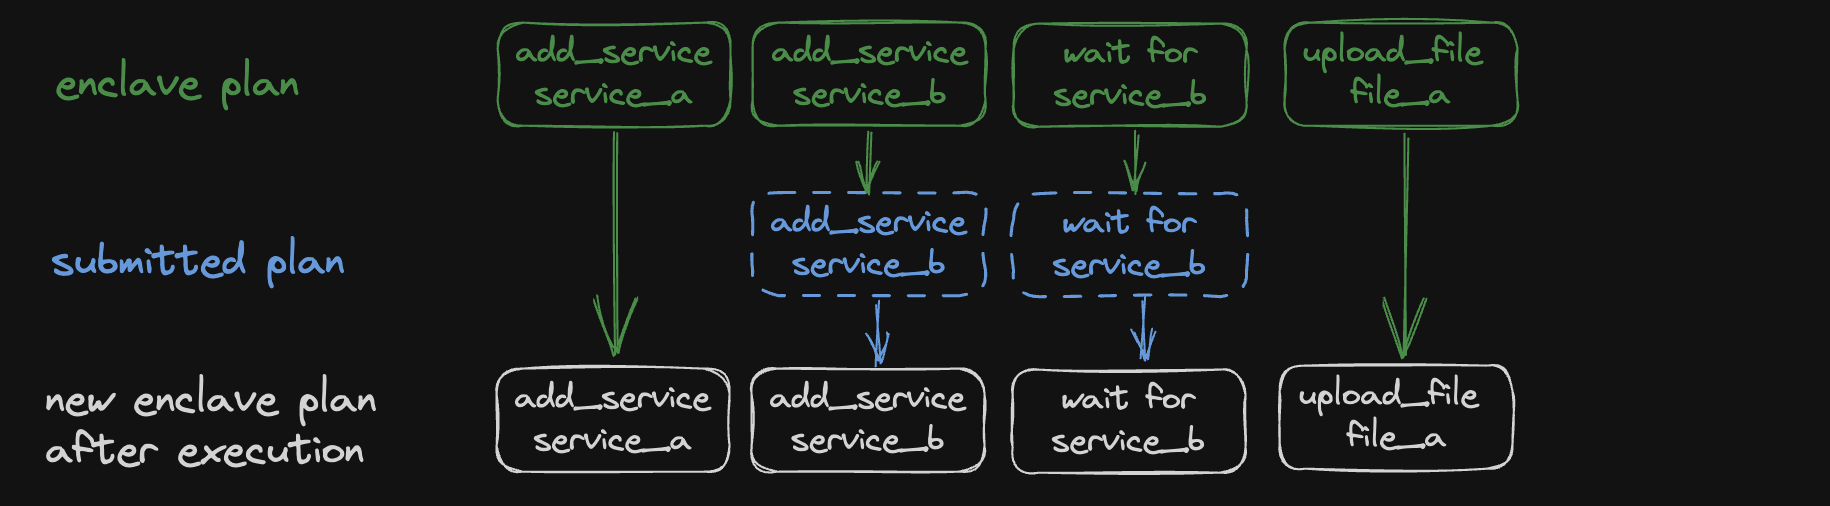 enclave plan
add_service
service_a
add_service
service_b
wait for
service_b
upload_file
file_a
submitted plan
add_service
service_b
wait for
service_b
new enclave plan
after execution
add_service
service_a
add_service
service_b
wait for
service_b
upload_file
file_a